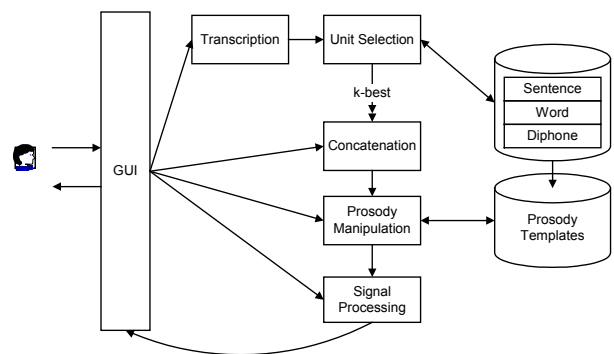 Transcription
Unit Selection
k-best
Sentence
Word
Diphone
GUI
Concatenation
Prosody
Manipulation
Prosody
Templates
Signal
Processing